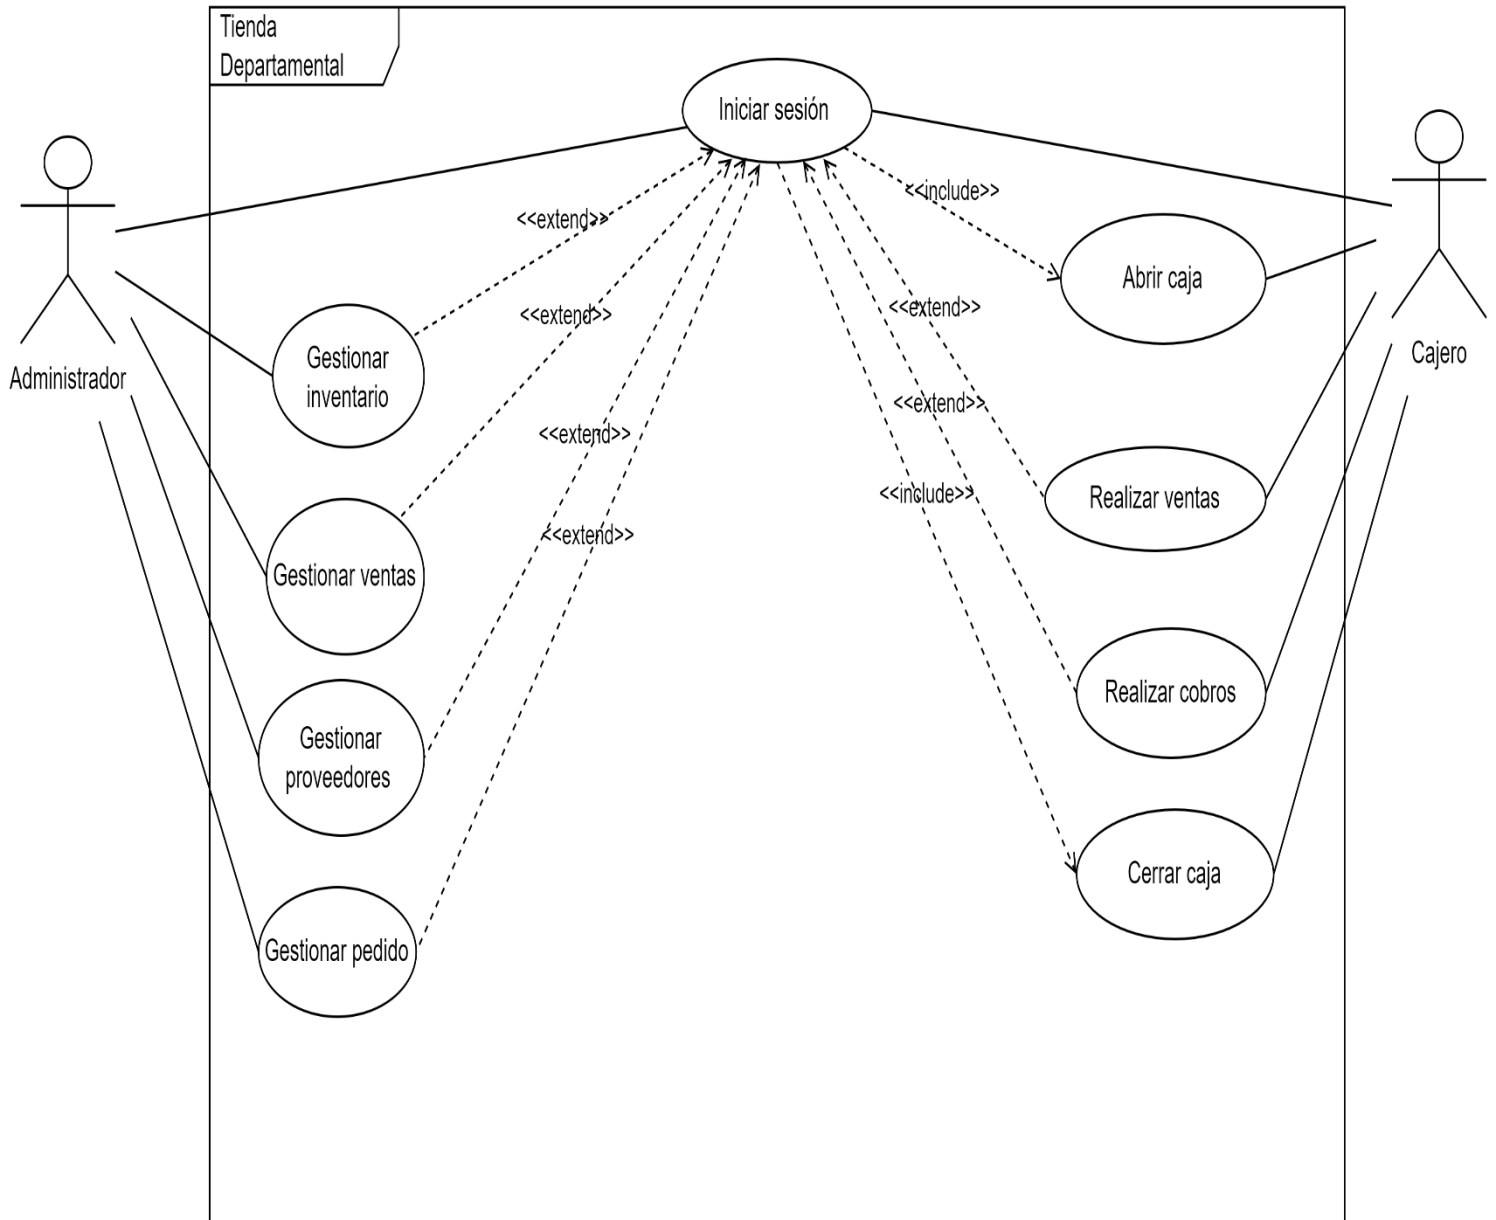 Tienda
Departamental
Iniciar sesión
<<include>>
<<extend>>
Abrir caja
<<extend>>
<<extend>>
Gestionar
inventario
Administrador
Cajero
<<extend>>
<<extend>>
<<include>>
Realizar ventas
<<extend>>
Gestionar ventas
Realizar cobros
Gestionar
proveedores
Cerrar caja
Gestionar pedido